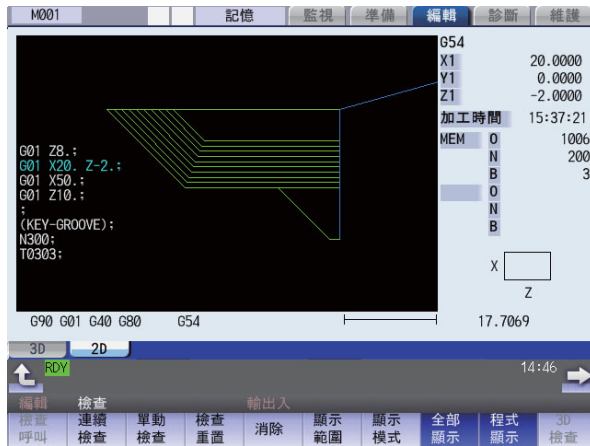 M001 記憶 監視 準備 編輯 診斷 維護
G54
X1 20.0000
Y1 0.0000
Z1 -2.0000
加工時間 15:37:21
MEM O 1006
N 200
B 3
O
N
B
G01 Z8.;
G01 X20. Z-2.;
G01 X50.;
G01 Z10.;
;
(KEY-GROOVE);
N300;
T0303;
X
Z
G90 G01 G40 G80 G54 17.7069
3D 2D
RDY 14:46
編輯 檢查 輸出入
檢查呼叫 連續檢查 單動檢查 檢查重置 消除 顯示範圍 顯示模式 全部顯示 程式顯示 3D檢查